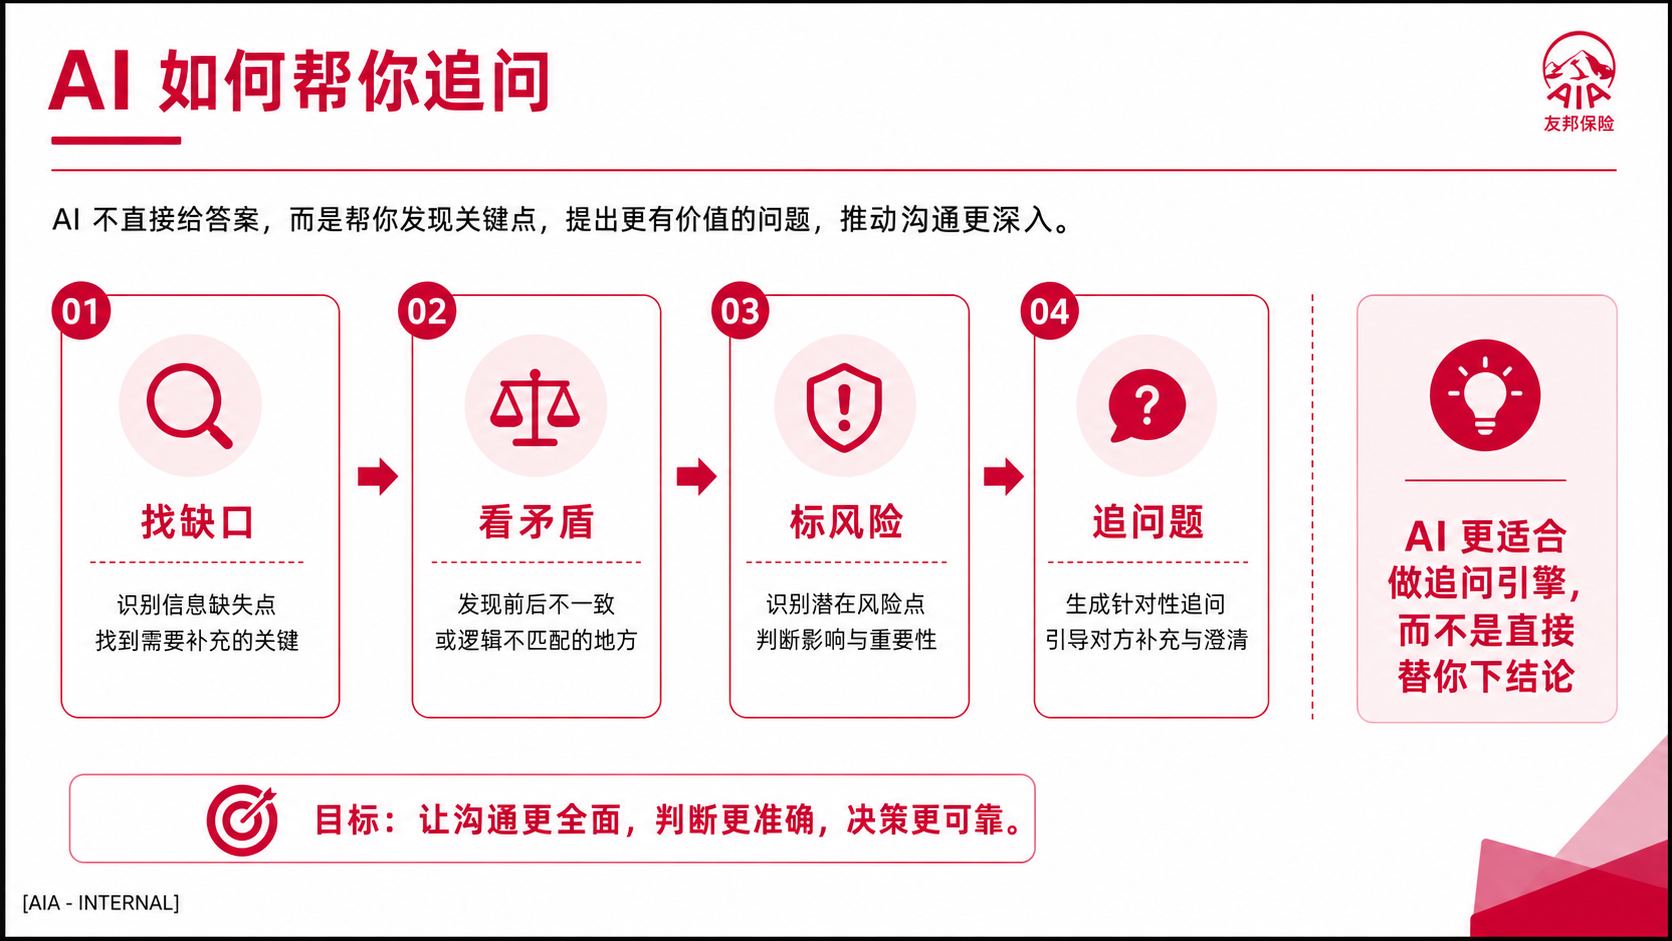 AI 如何帮你追问
AIA
友邦保险
AI 不直接给答案，而是帮你发现关键点，提出更有价值的问题，推动沟通更深入。
01
找缺口
识别信息缺失点
找到需要补充的关键
02
看矛盾
发现前后不一致
或逻辑不匹配的地方
03
标风险
识别潜在风险点
判断影响与重要性
04
追问题
生成针对性追问
引导对方补充与澄清
AI 更适合
做追问引擎，
而不是直接
替你下结论
目标：让沟通更全面，判断更准确，决策更可靠。
[AIA - INTERNAL]